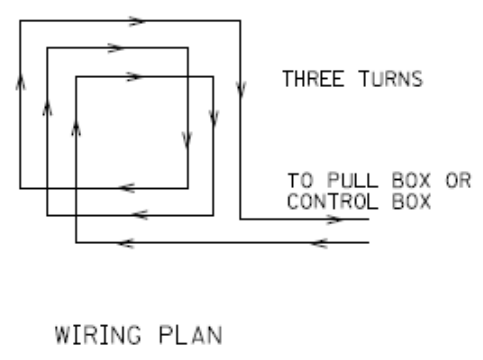 THREE TURNS
TO PULL BOX OR
CONTROL BOX
WIRING PLAN